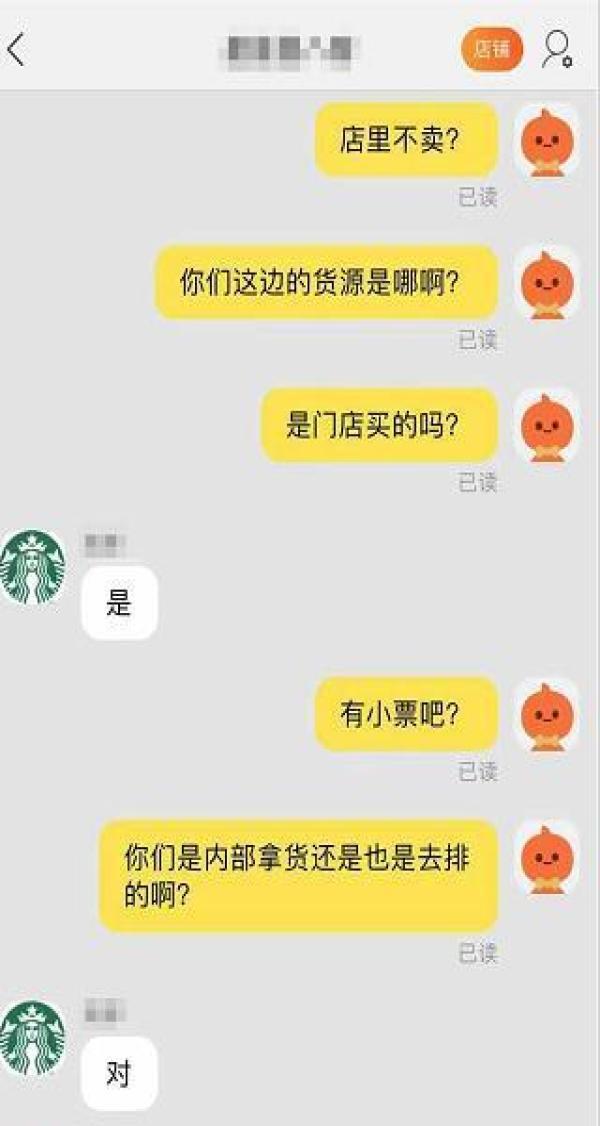 店铺
店里不卖?
已读
你们这边的货源是哪啊?
已读
是门店买的吗?
已读
是
有小票吧?
已读
你们是内部拿货还是也是去排
的啊?
已读
对